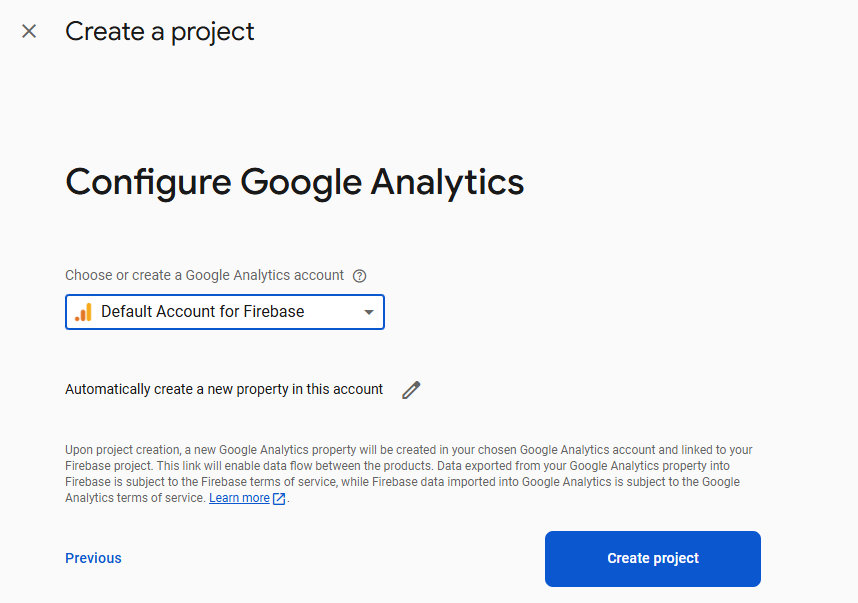 Create a project
Configure Google Analytics
Choose or create a Google Analytics account
Default Account for Firebase
Automatically create a new property in this account
Upon project creation, a new Google Analytics property will be created in your chosen Google Analytics account and linked to your
Firebase project. This link will enable data flow between the products. Data exported from your Google Analytics property into
Firebase is subject to the Firebase terms of service, while Firebase data imported into Google Analytics is subject to the Google
Analytics terms of service. Learn more .
Previous
Create project